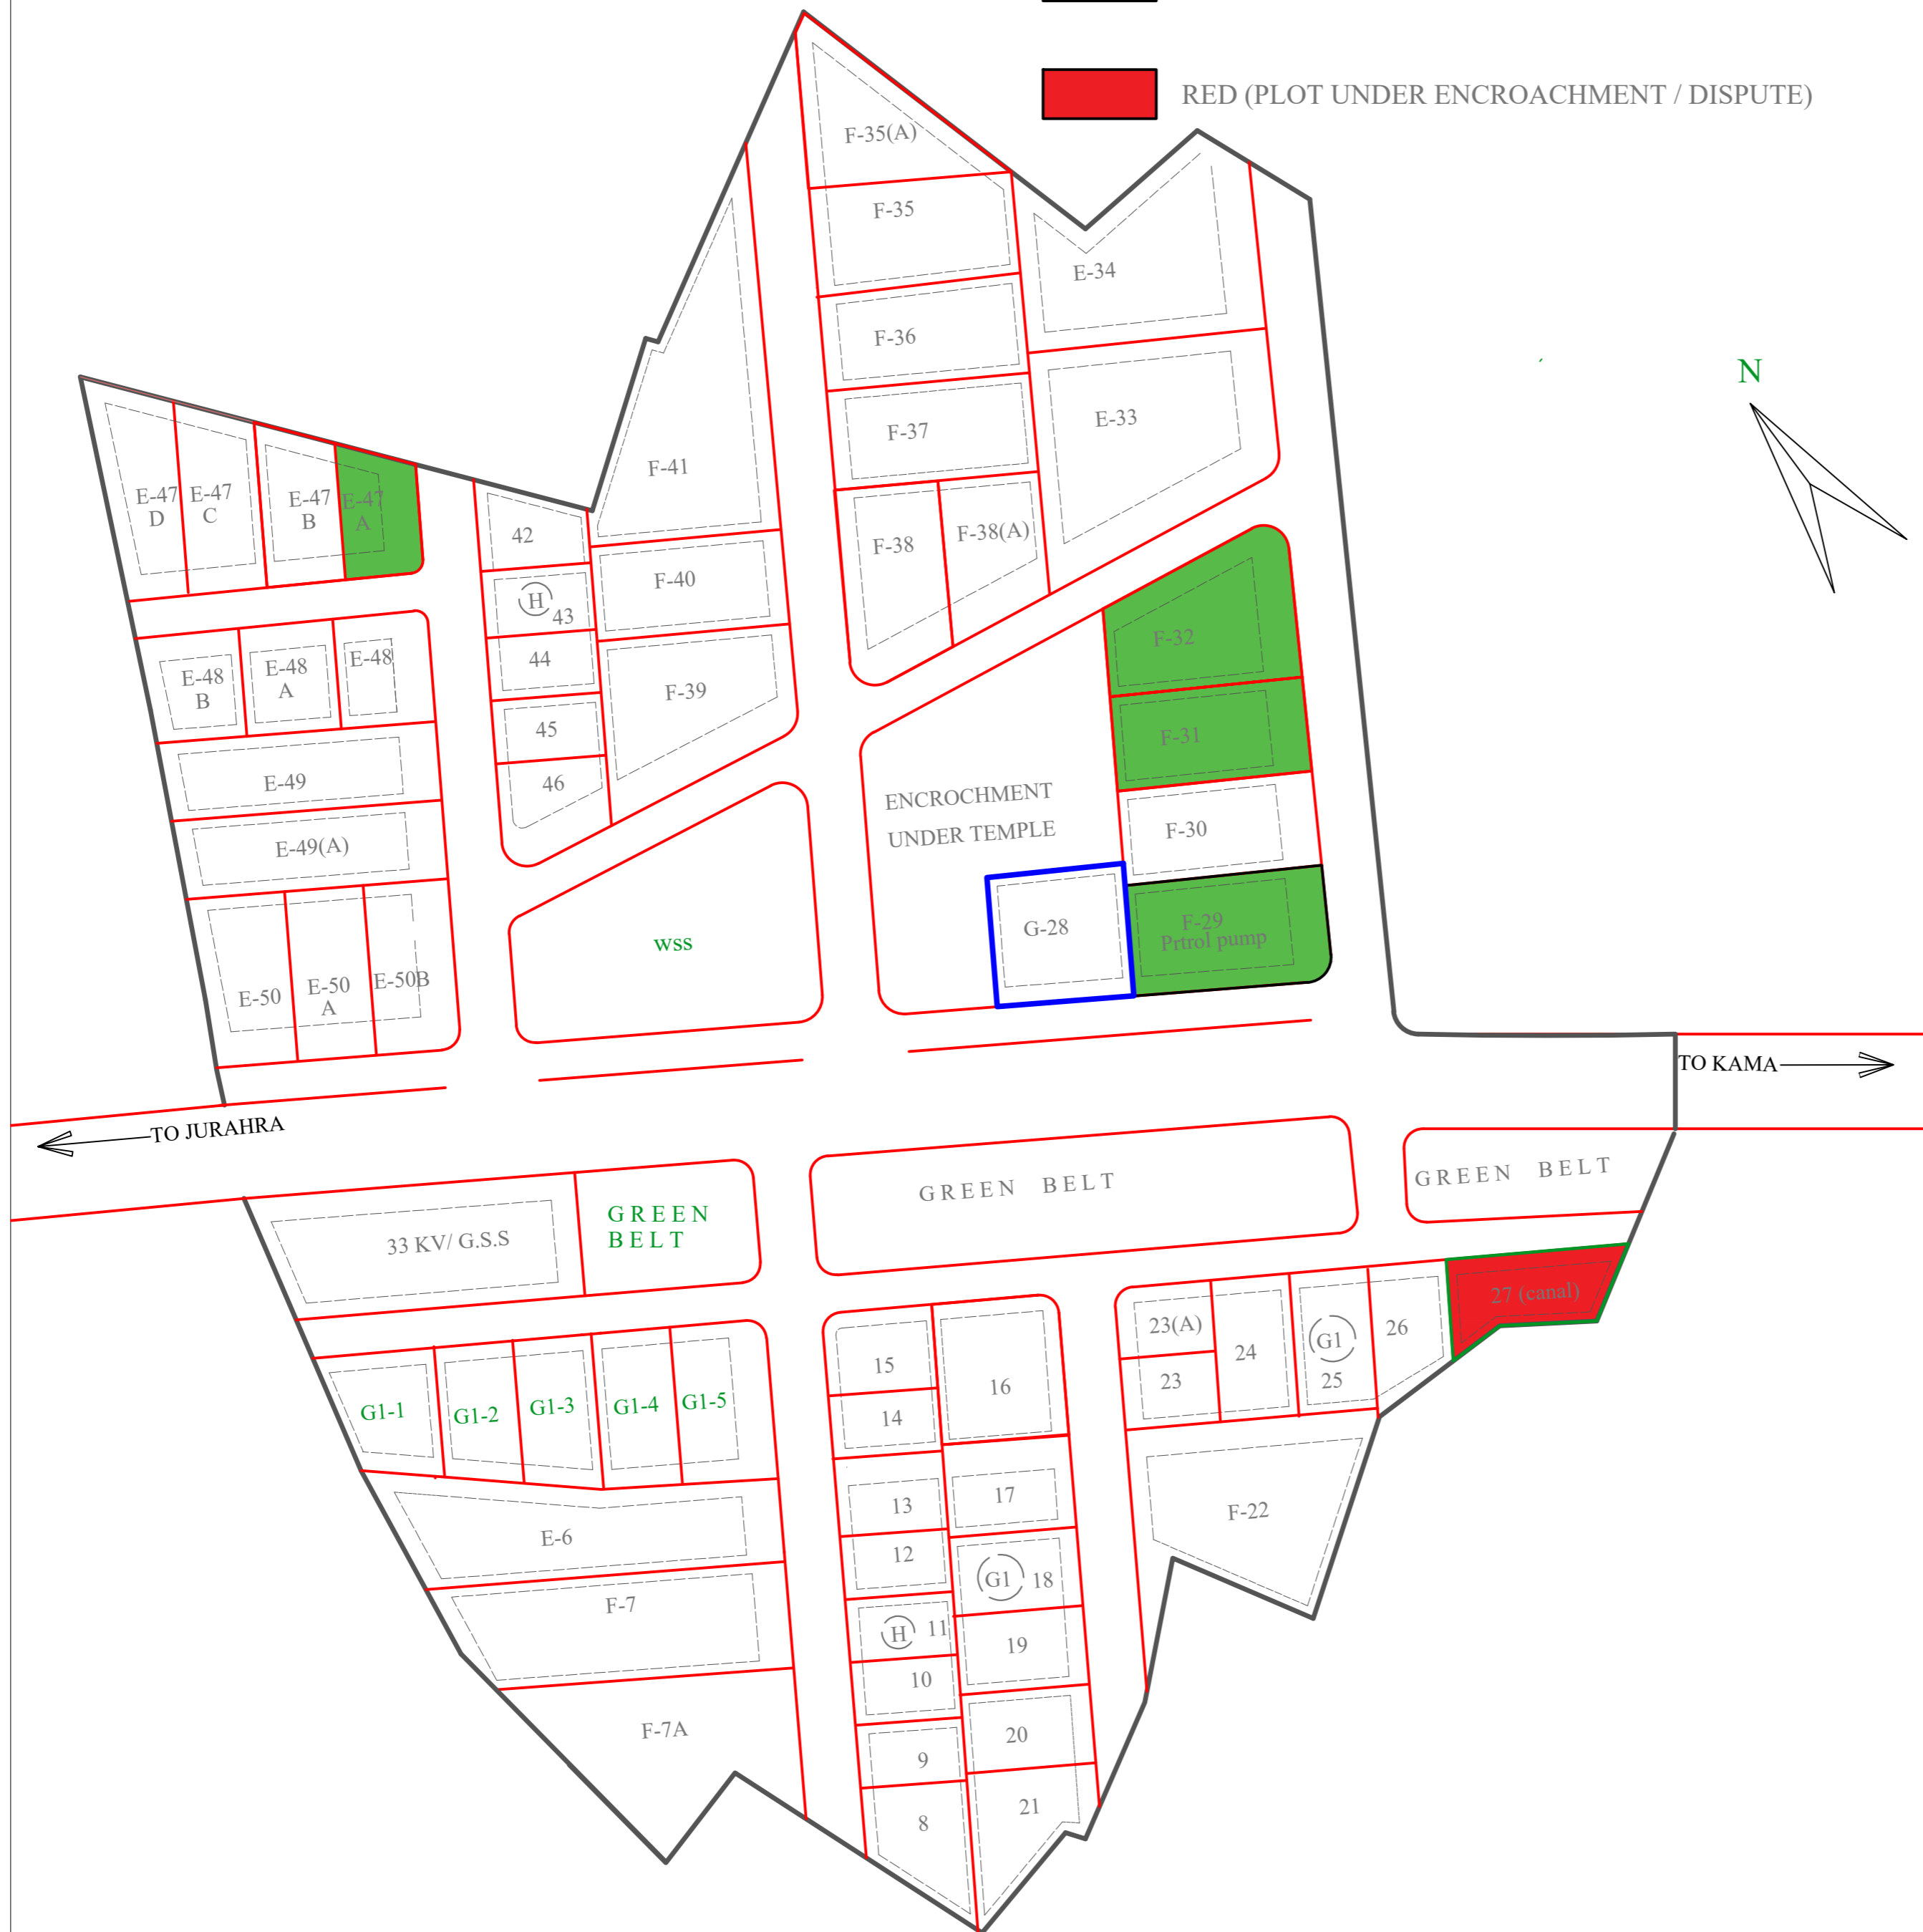 RED (PLOT UNDER ENCROACHMENT / DISPUTE)
F-35(A)
F-35
E-34
F-36
N
E-33
F-37
F-41
E-47
D
E-47
C
E-47
B
E-47
A
42
F-38
F-38(A)
F-40
H
43
F-32
44
E-48
B
E-48
A
E-48
F-39
45
F-31
46
E-49
ENCROCHMENT
UNDER TEMPLE
F-30
E-49(A)
G-28
F-29
Prtrol pump
wss
E-50
E-50
A
E-50B
TO KAMA
TO JURAHRA
GREEN BELT
GREEN BELT
GREEN
BELT
33 KV/ G.S.S
27 (canal)
23(A)
24
G1
25
26
23
15
16
14
G1-1
G1-2
G1-3
G1-4
G1-5
13
17
F-22
E-6
12
G1
18
F-7
H
11
19
10
F-7A
20
9
21
8